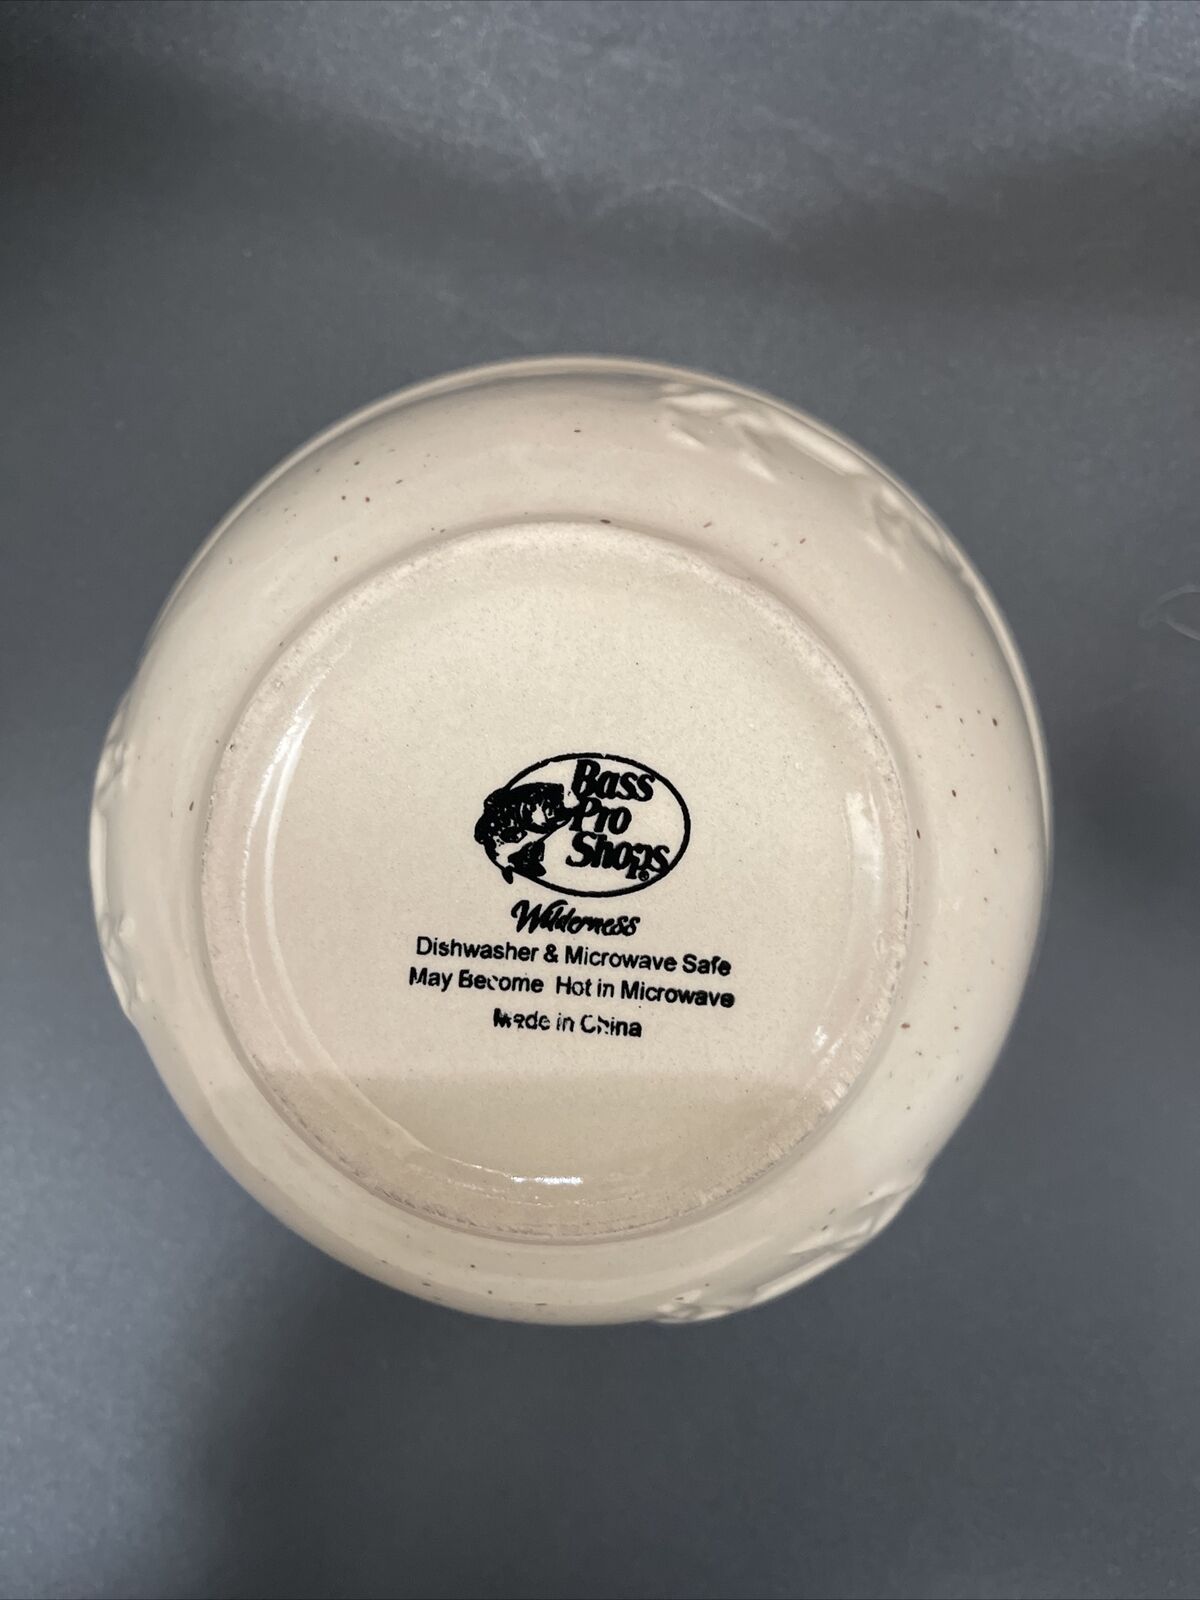 Bass
Pro
Shops®
Wilderness
Dishwasher & Microwave Safe
May Become Hot in Microwave
Made in China